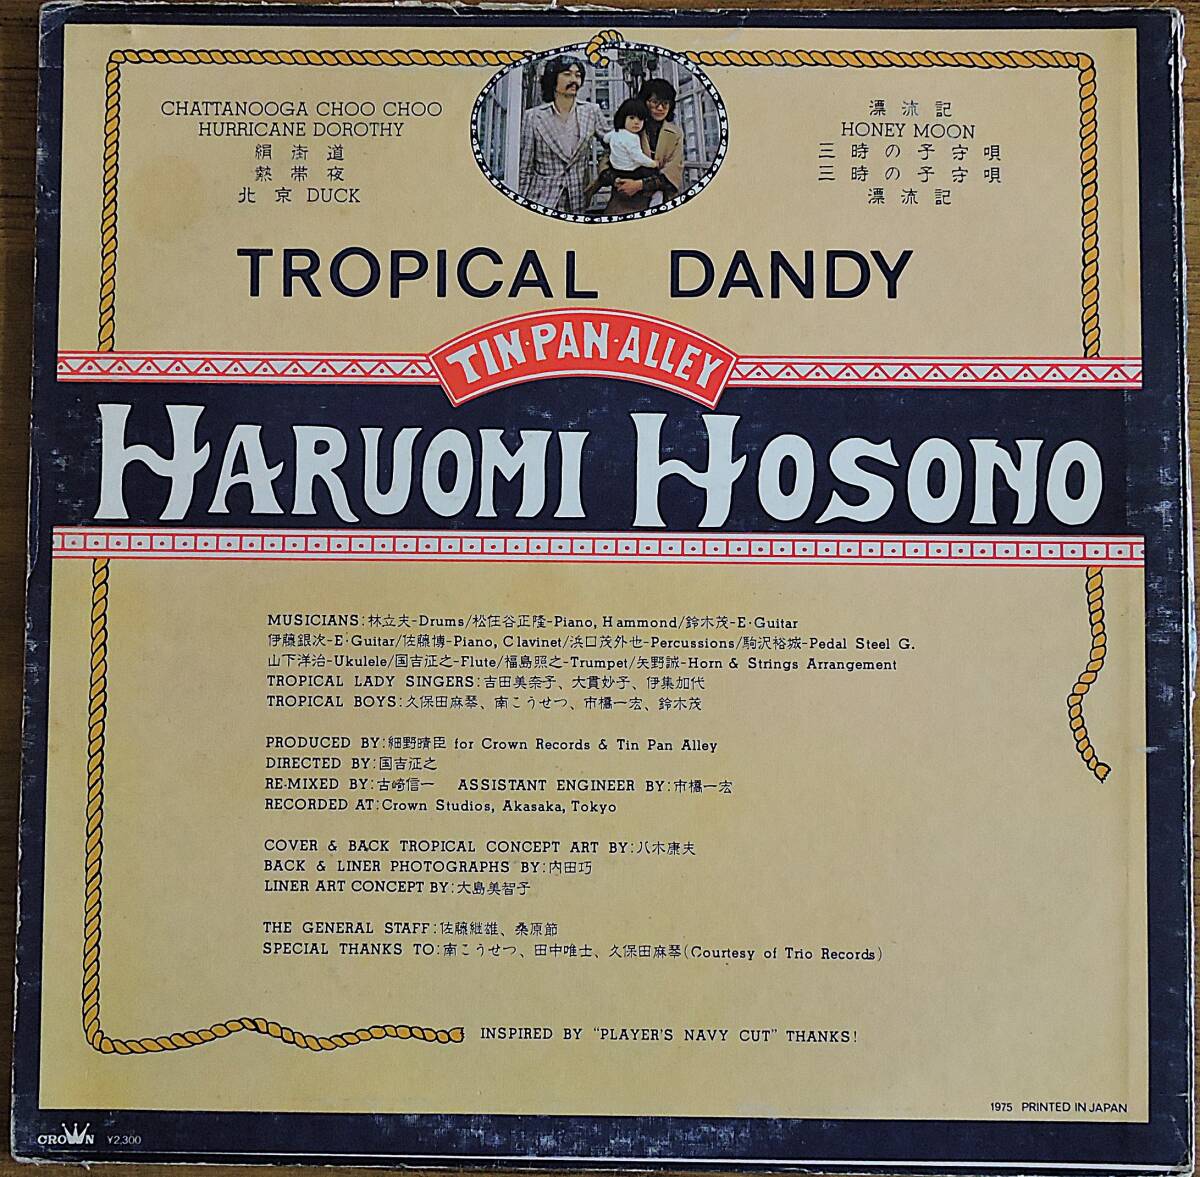 CHATTANOOGA CHOO CHOO
HURRICANE DOROTHY
絹街道
熱帯夜
北京 DUCK
漂流記
HONEY MOON
三時の子守唄
三時の子守唄
漂流記
TROPICAL DANDY
TIN·PAN·ALLEY
HARUOMI HOSONO
MUSICIANS:林立夫-Drums/松任谷正隆-Piano, Hammond/鈴木茂-E·Guitar
伊藤銀次-E·Guitar/佐藤博-Piano, Clavinet/浜口茂外也-Percussions/駒沢裕城-Pedal Steel G.
山下洋治-Ukulele/国吉征之-Flute/福島照之-Trumpet/矢野誠-Horn & Strings Arrangement
TROPICAL LADY SINGERS:吉田美奈子、大貫妙子、伊集加代
TROPICAL BOYS:久保田麻琴、南こうせつ、市橋一宏、鈴木茂
PRODUCED BY:細野晴臣 for Crown Records & Tin Pan Alley
DIRECTED BY:国吉征之
RE-MIXED BY:古崎信一 ASSISTANT ENGINEER BY:市橋一宏
RECORDED AT:Crown Studios, Akasaka, Tokyo
COVER & BACK TROPICAL CONCEPT ART BY:八木康夫
BACK & LINER PHOTOGRAPHS BY:内田巧
LINER ART CONCEPT BY:大島美智子
THE GENERAL STAFF:佐藤継雄、桑原節
SPECIAL THANKS TO:南こうせつ、田中唯士、久保田麻琴(Courtesy of Trio Records)
INSPIRED BY "PLAYER'S NAVY CUT" THANKS!
1975 PRINTED IN JAPAN
CROWN ¥2,300